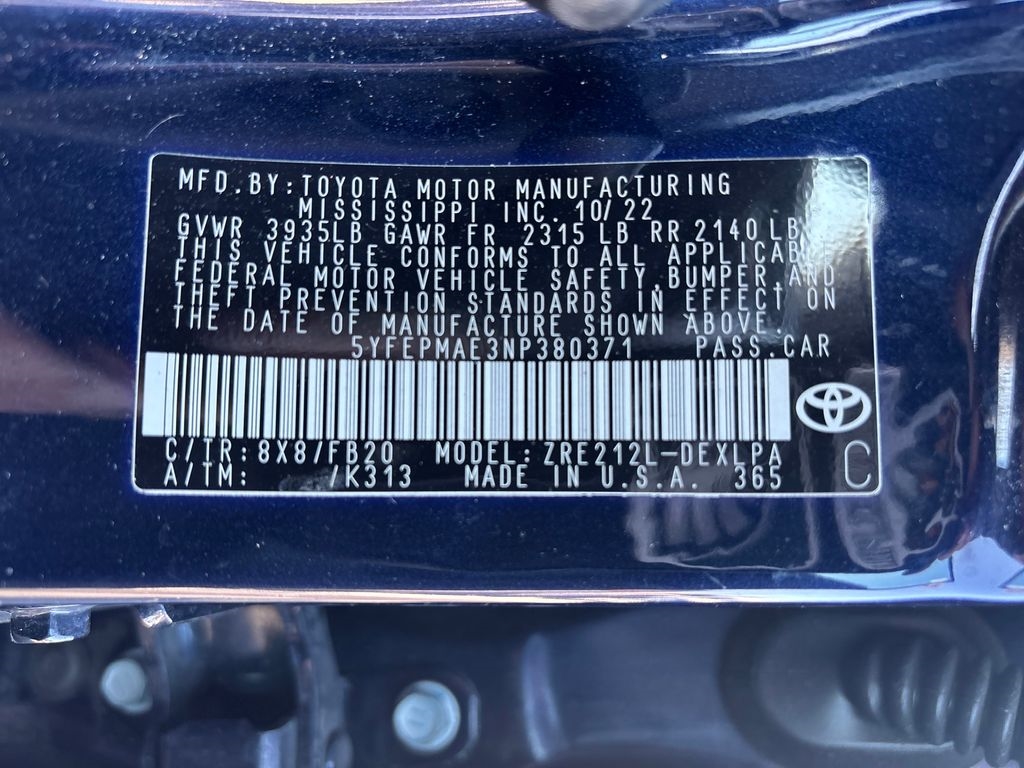 MFD.BY:TOYOTA MOTOR MANUFACTURING
MISSISSIPPI INC. 10/22
GVWR 3935LB GAWR FR 2315 LB RR 2140 LB
THIS VEHICLE CONFORMS TO ALL APPLICABLE
FEDERAL MOTOR VEHICLE SAFETY,BUMPER,AND
THEFT PREVENTION STANDARDS IN EFFECT ON
THE DATE OF MANUFACTURE SHOWN ABOVE.
5YFEPMAE3NP380371 PASS.CAR
C/TR:8X8/FB20 MODEL:ZRE212L-DEXLPA
A/TM: /K313 MADE IN U.S.A. 365 C